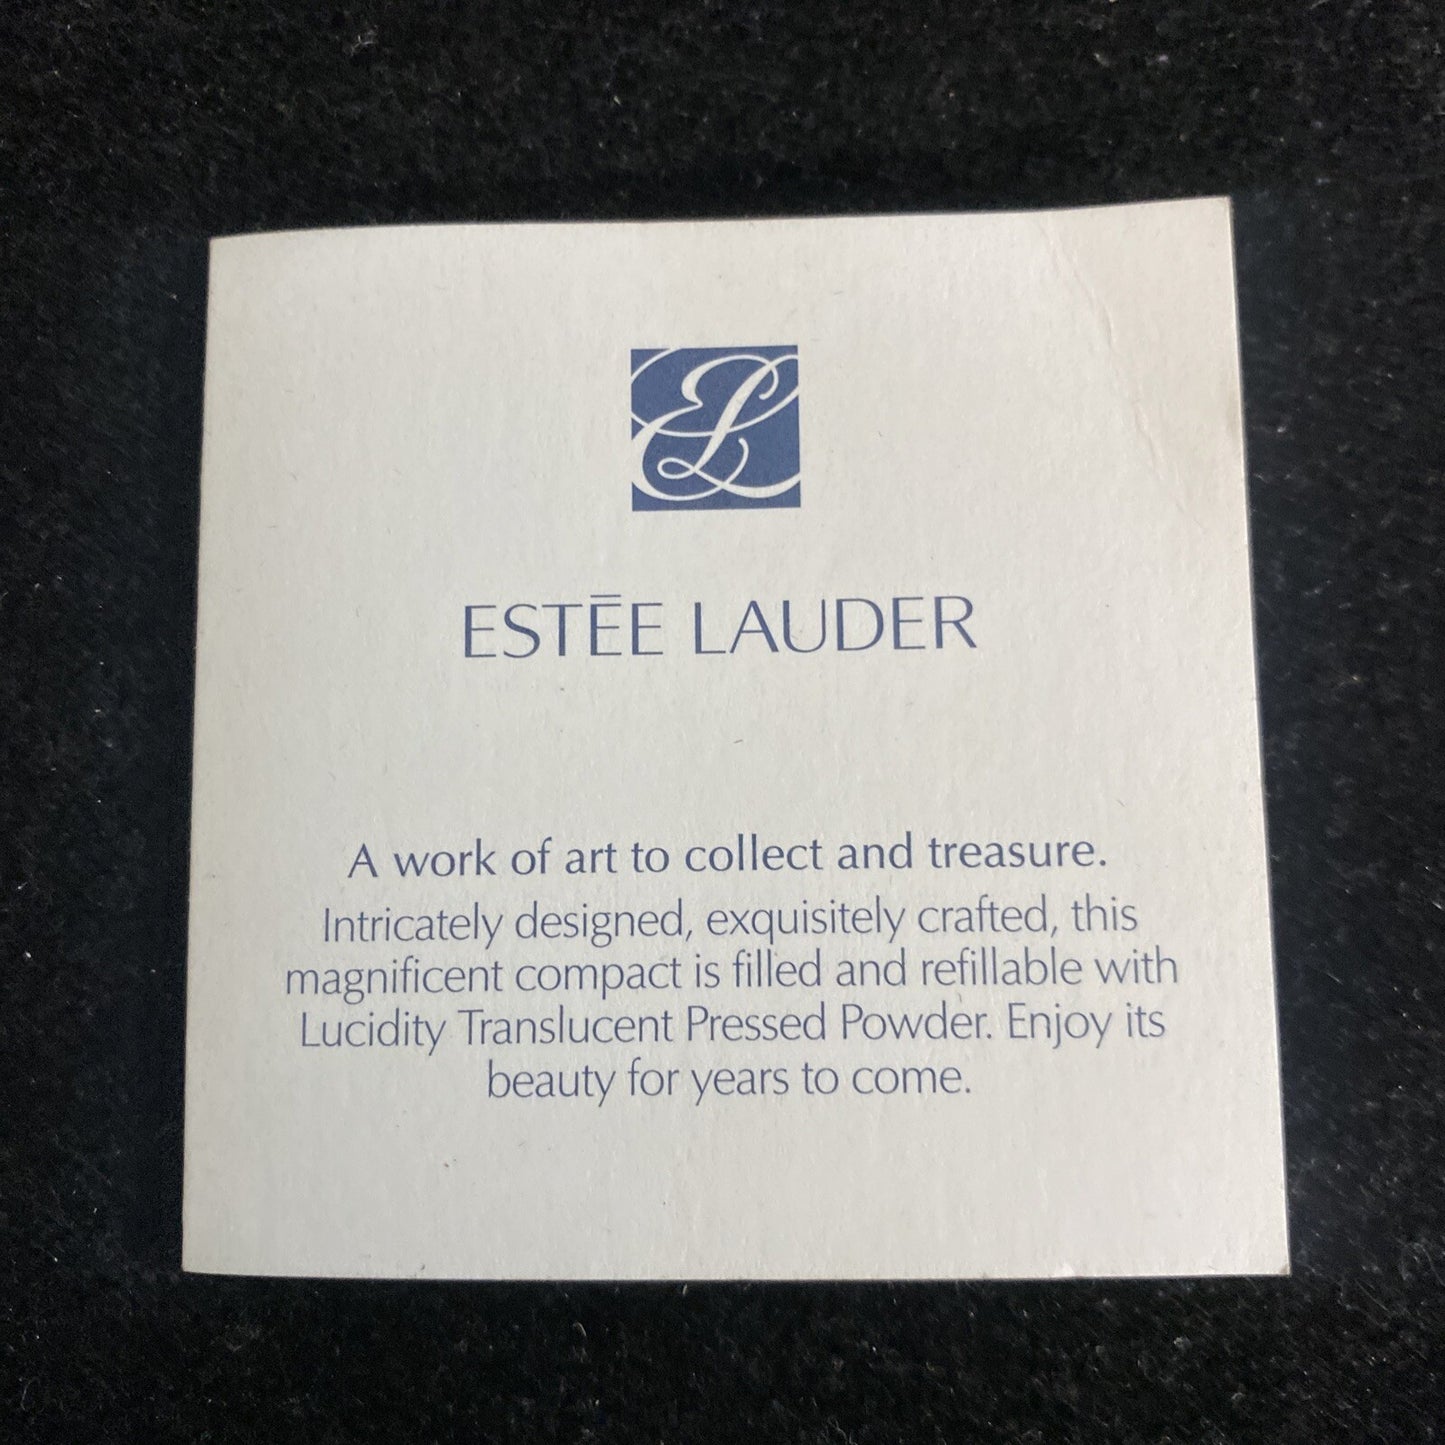 EL
ESTĒE LAUDER
A work of art to collect and treasure.
Intricately designed, exquisitely crafted, this
magnificent compact is filled and refillable with
Lucidity Translucent Pressed Powder. Enjoy its
beauty for years to come.